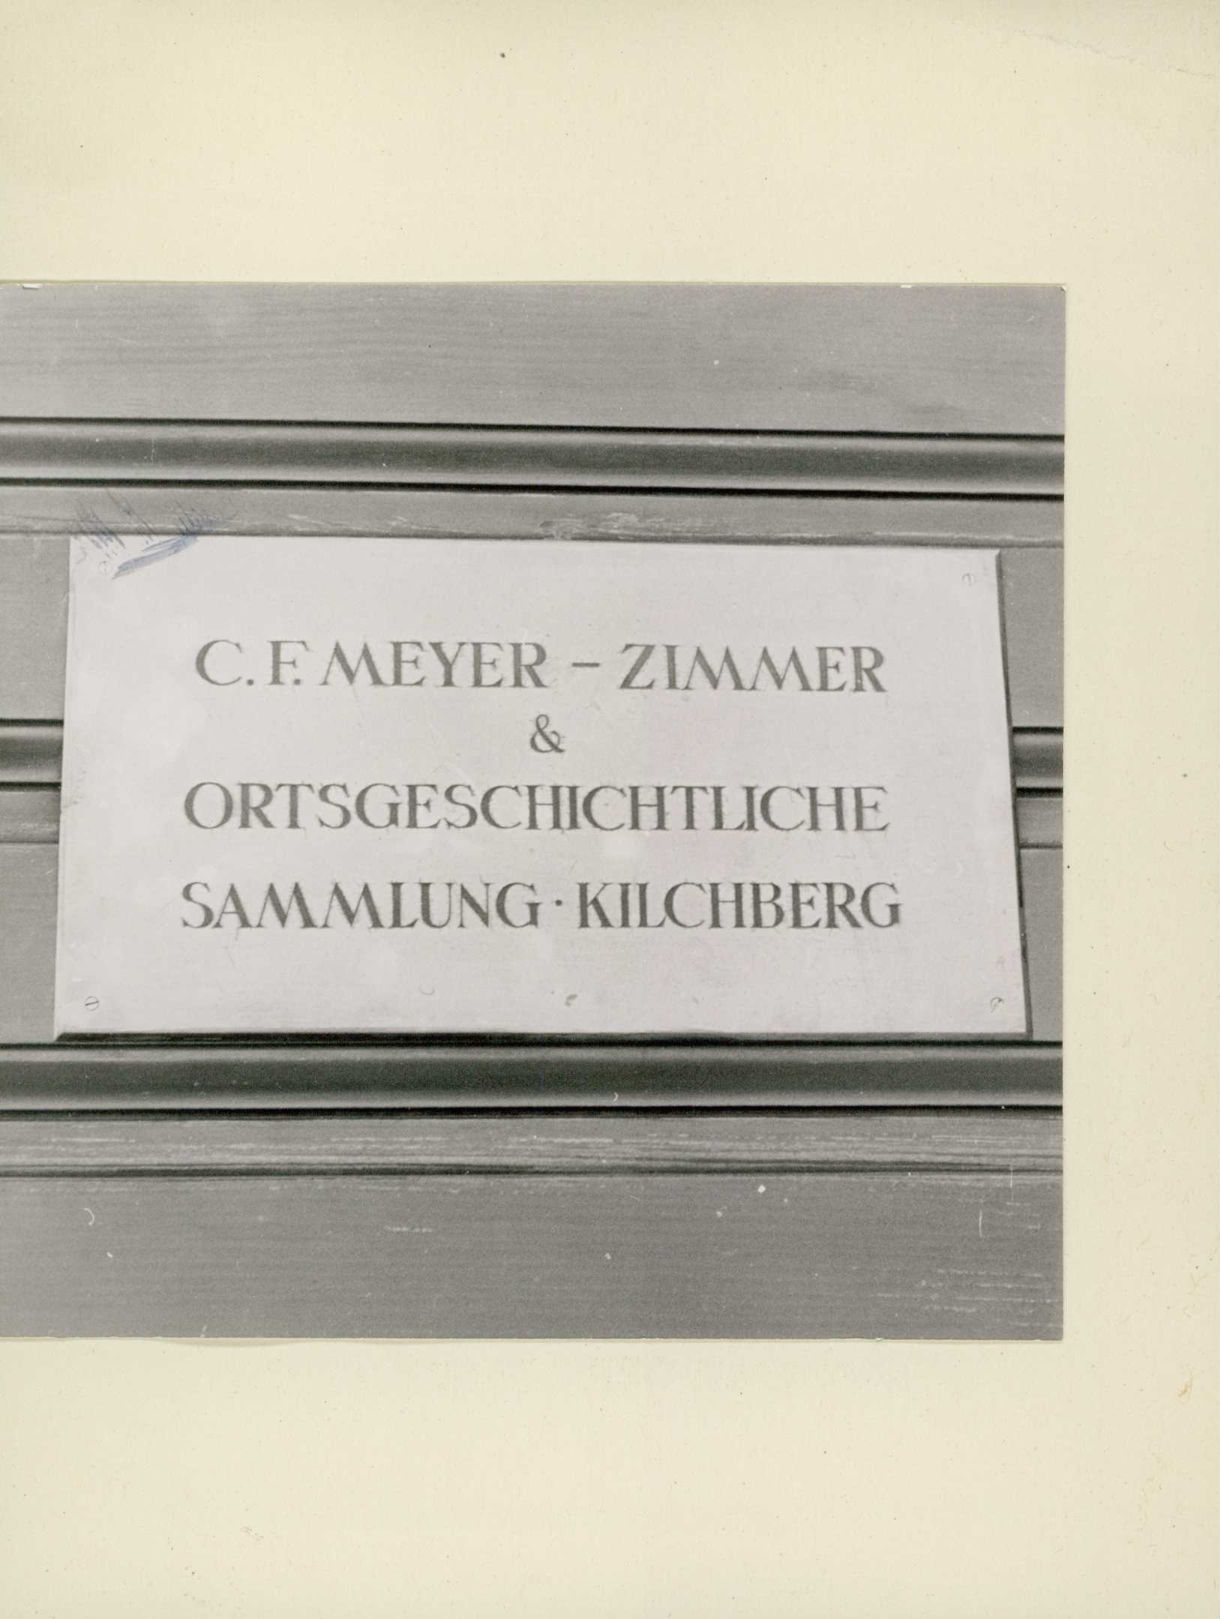 C. F. MEYER – ZIMMER
&
ORTSGESCHICHTLICHE
SAMMLUNG · KILCHBERG